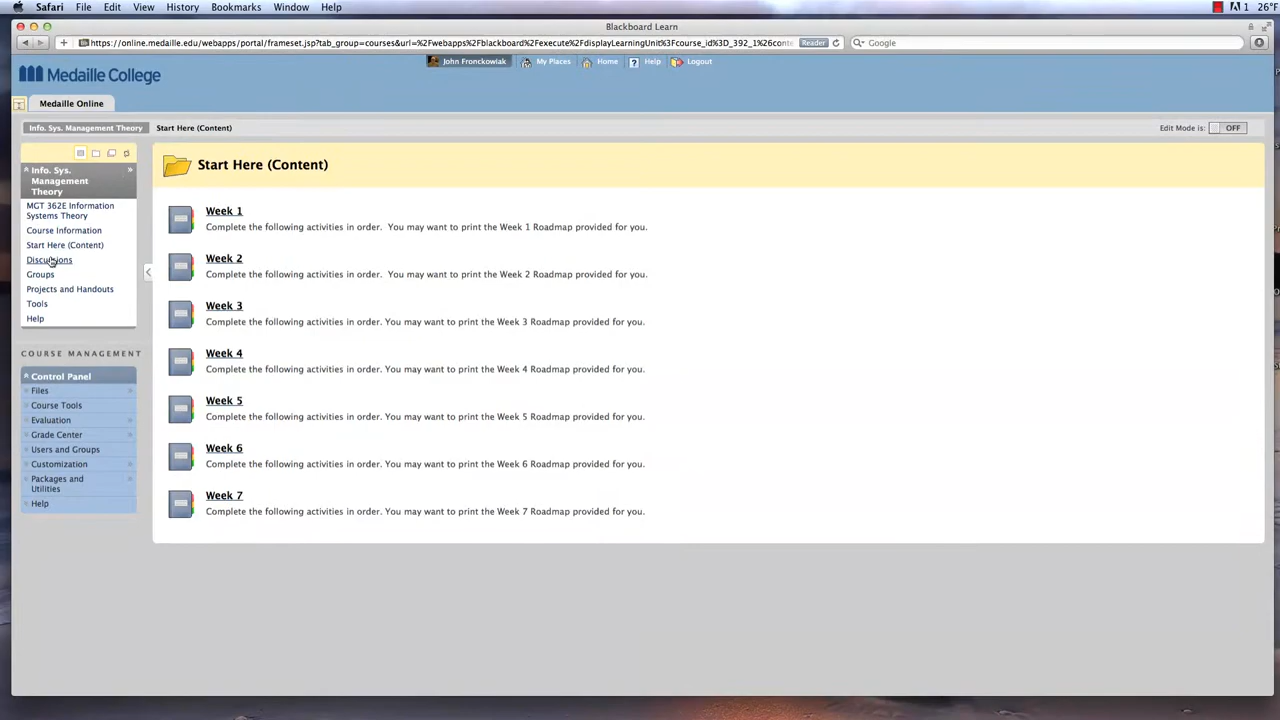 Safari File Edit View History Bookmarks Window Help 1 26°F
Blackboard Learn
https://online.medaille.edu/webapps/portal/frameset.jsp?tab_group=courses&url=%2Fwebapps%2Fblackboard%2Fexecute%2FdisplayLearningUnit%3Fcourse_id%3D_392_1%26conte Reader Google
John Fronckowiak My Places Home Help Logout
Medaille College
Medaille Online
Info. Sys. Management Theory Start Here (Content) Edit Mode is: OFF
Info. Sys.
Management
Theory
MGT 362E Information
Systems Theory
Course Information
Start Here (Content)
Discussions
Groups
Projects and Handouts
Tools
Help
COURSE MANAGEMENT
Control Panel
Files
Course Tools
Evaluation
Grade Center
Users and Groups
Customization
Packages and
Utilities
Help
Start Here (Content)
Week 1
Complete the following activities in order. You may want to print the Week 1 Roadmap provided for you.
Week 2
Complete the following activities in order. You may want to print the Week 2 Roadmap provided for you.
Week 3
Complete the following activities in order. You may want to print the Week 3 Roadmap provided for you.
Week 4
Complete the following activities in order. You may want to print the Week 4 Roadmap provided for you.
Week 5
Complete the following activities in order. You may want to print the Week 5 Roadmap provided for you.
Week 6
Complete the following activities in order. You may want to print the Week 6 Roadmap provided for you.
Week 7
Complete the following activities in order. You may want to print the Week 7 Roadmap provided for you.